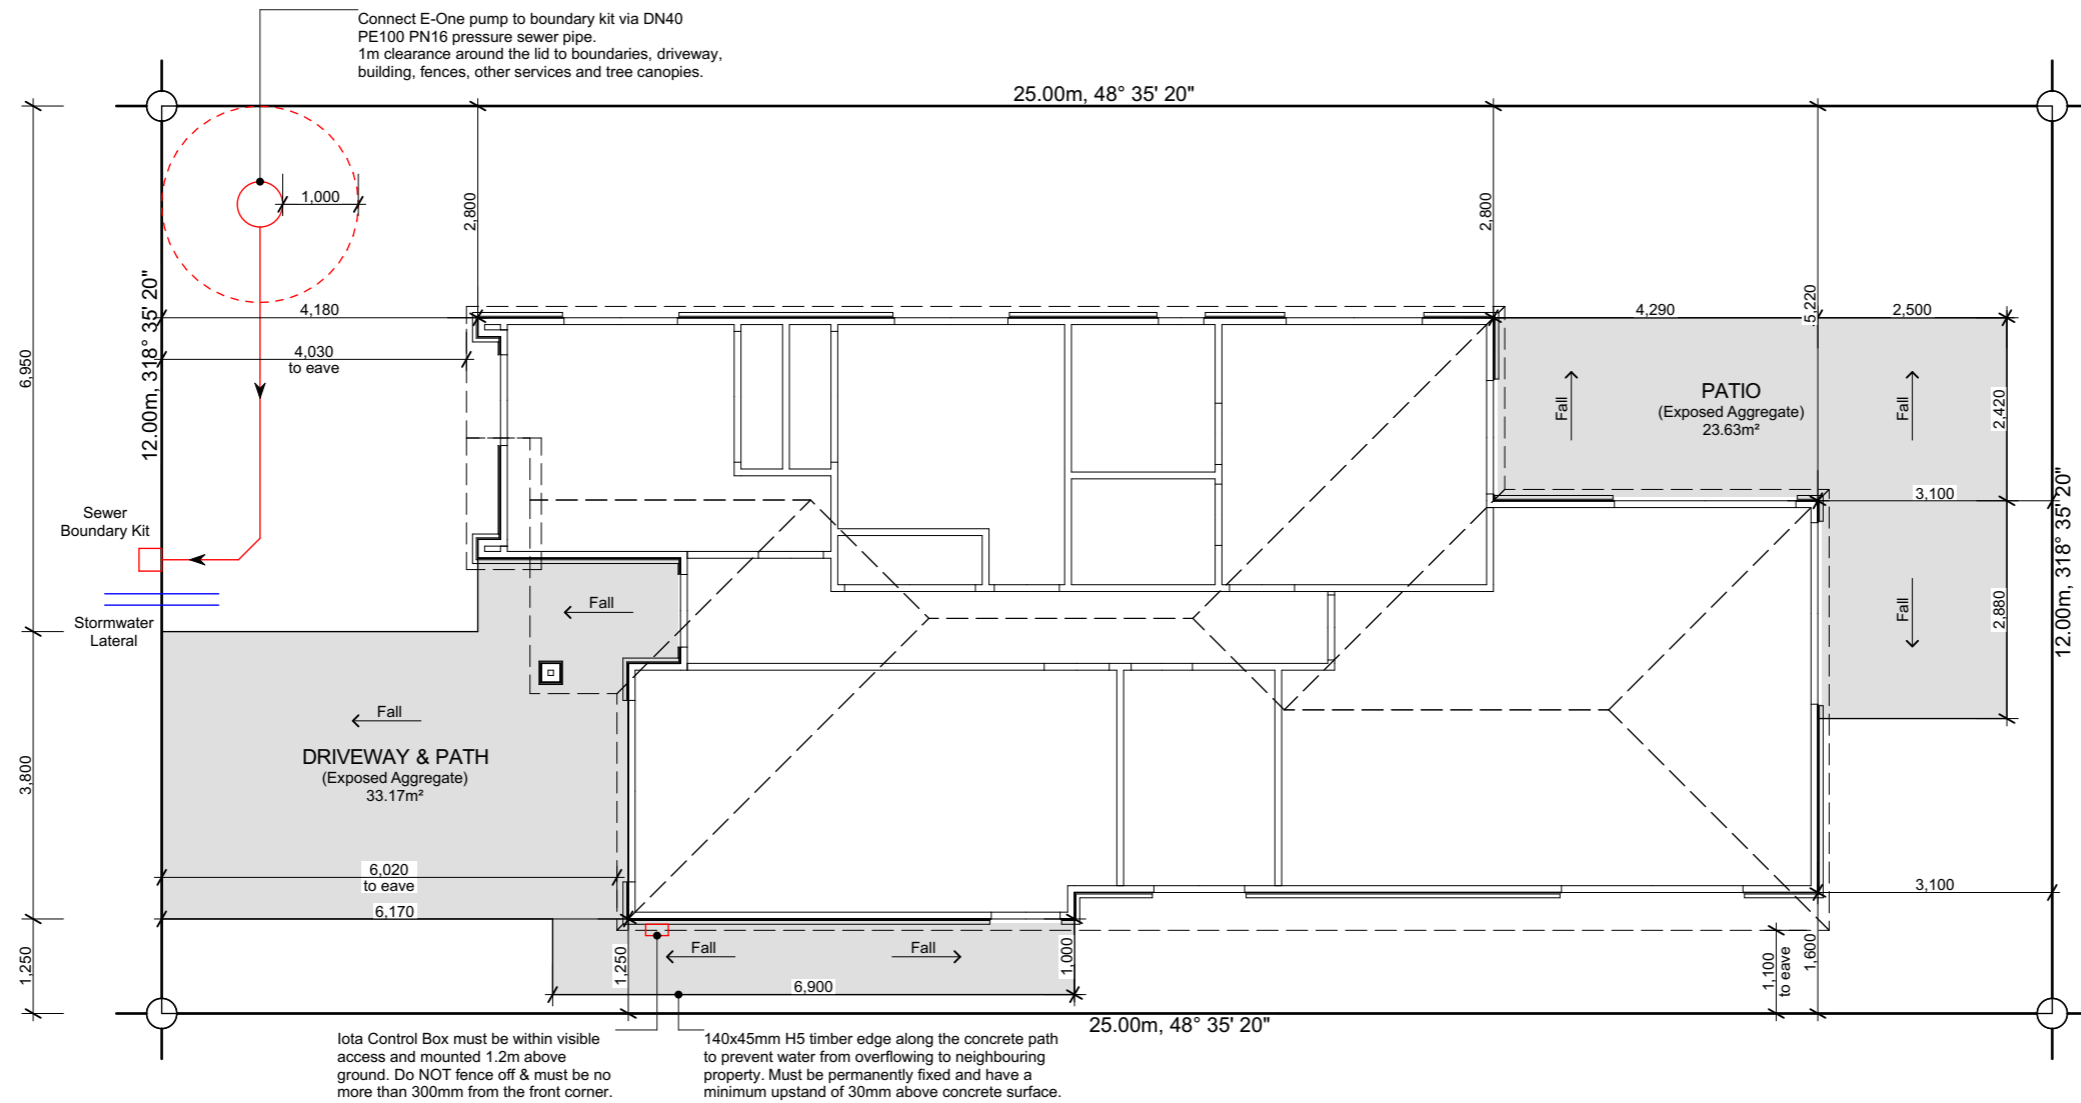 Connect E-One pump to boundary kit via DN40
PE100 PN16 pressure sewer pipe.
1m clearance around the lid to boundaries, driveway,
building, fences, other services and tree canopies.
25.00m, 48° 35' 20"
1,000
2,800
2,800
12.00m, 318° 35' 20"
4,180
4,030
to eave
6,950
4,290
5,220
2,500
PATIO
(Exposed Aggregate)
23.63m²
Fall
Fall
2,420
3,100
Fall
2,880
12.00m, 318° 35' 20"
Sewer
Boundary Kit
Stormwater
Lateral
Fall
Fall
DRIVEWAY & PATH
(Exposed Aggregate)
33.17m²
3,800
6,020
to eave
6,170
3,100
1,250
1,250
Fall
Fall
1,000
6,900
1,100
to eave
1,600
25.00m, 48° 35' 20"
Iota Control Box must be within visible
access and mounted 1.2m above
ground. Do NOT fence off & must be no
more than 300mm from the front corner.
140x45mm H5 timber edge along the concrete path
to prevent water from overflowing to neighbouring
property. Must be permanently fixed and have a
minimum upstand of 30mm above concrete surface.